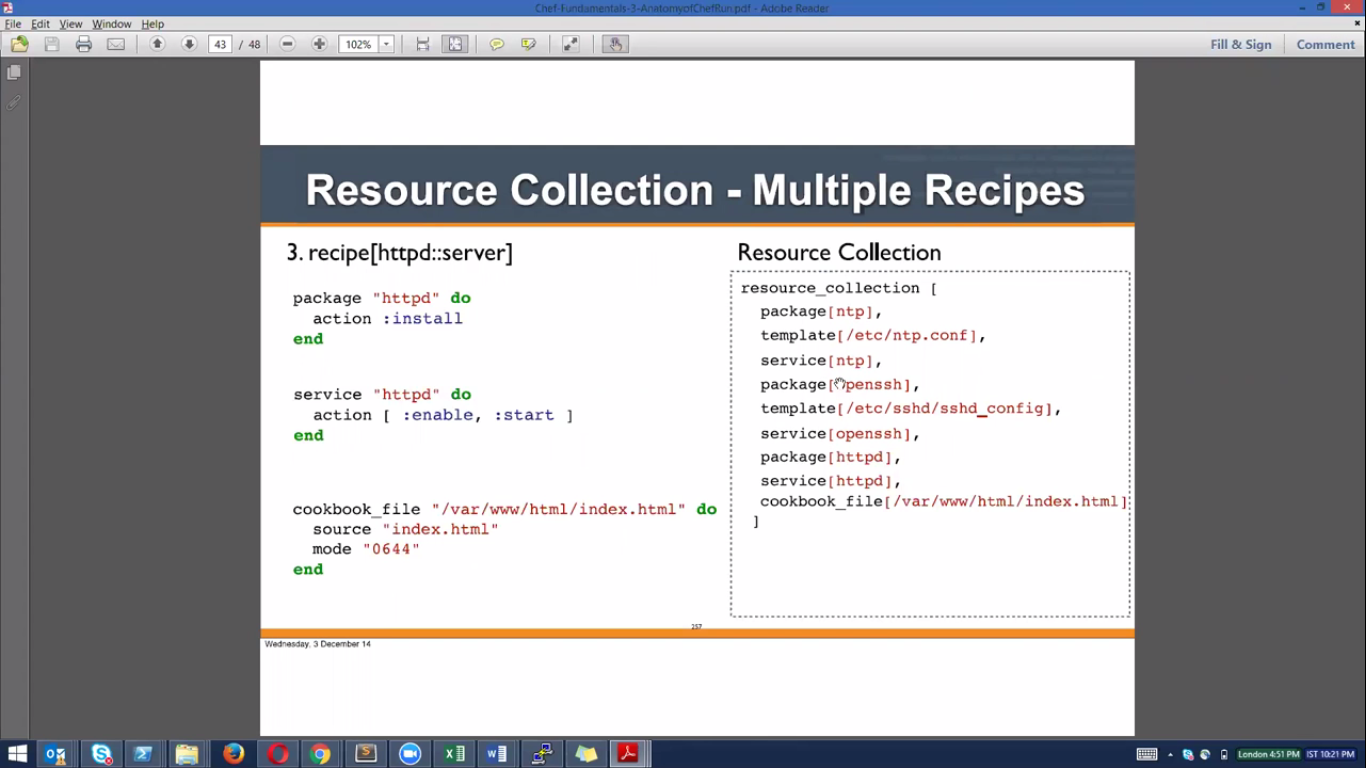 Chef-Fundamentals-3-AnatomyofChefRun.pdf - Adobe Reader
File Edit View Window Help
43 / 48 102% Fill & Sign Comment
Resource Collection - Multiple Recipes
3. recipe[httpd::server]
package "httpd" do
action :install
end
service "httpd" do
action [ :enable, :start ]
end
cookbook_file "/var/www/html/index.html" do
source "index.html"
mode "0644"
end
Resource Collection
resource_collection [
package[ntp],
template[/etc/ntp.conf],
service[ntp],
package[openssh],
template[/etc/sshd/sshd_config],
service[openssh],
package[httpd],
service[httpd],
cookbook_file[/var/www/html/index.html]
]
257
Wednesday, 3 December 14
London 4:51 PM IST 10:21 PM